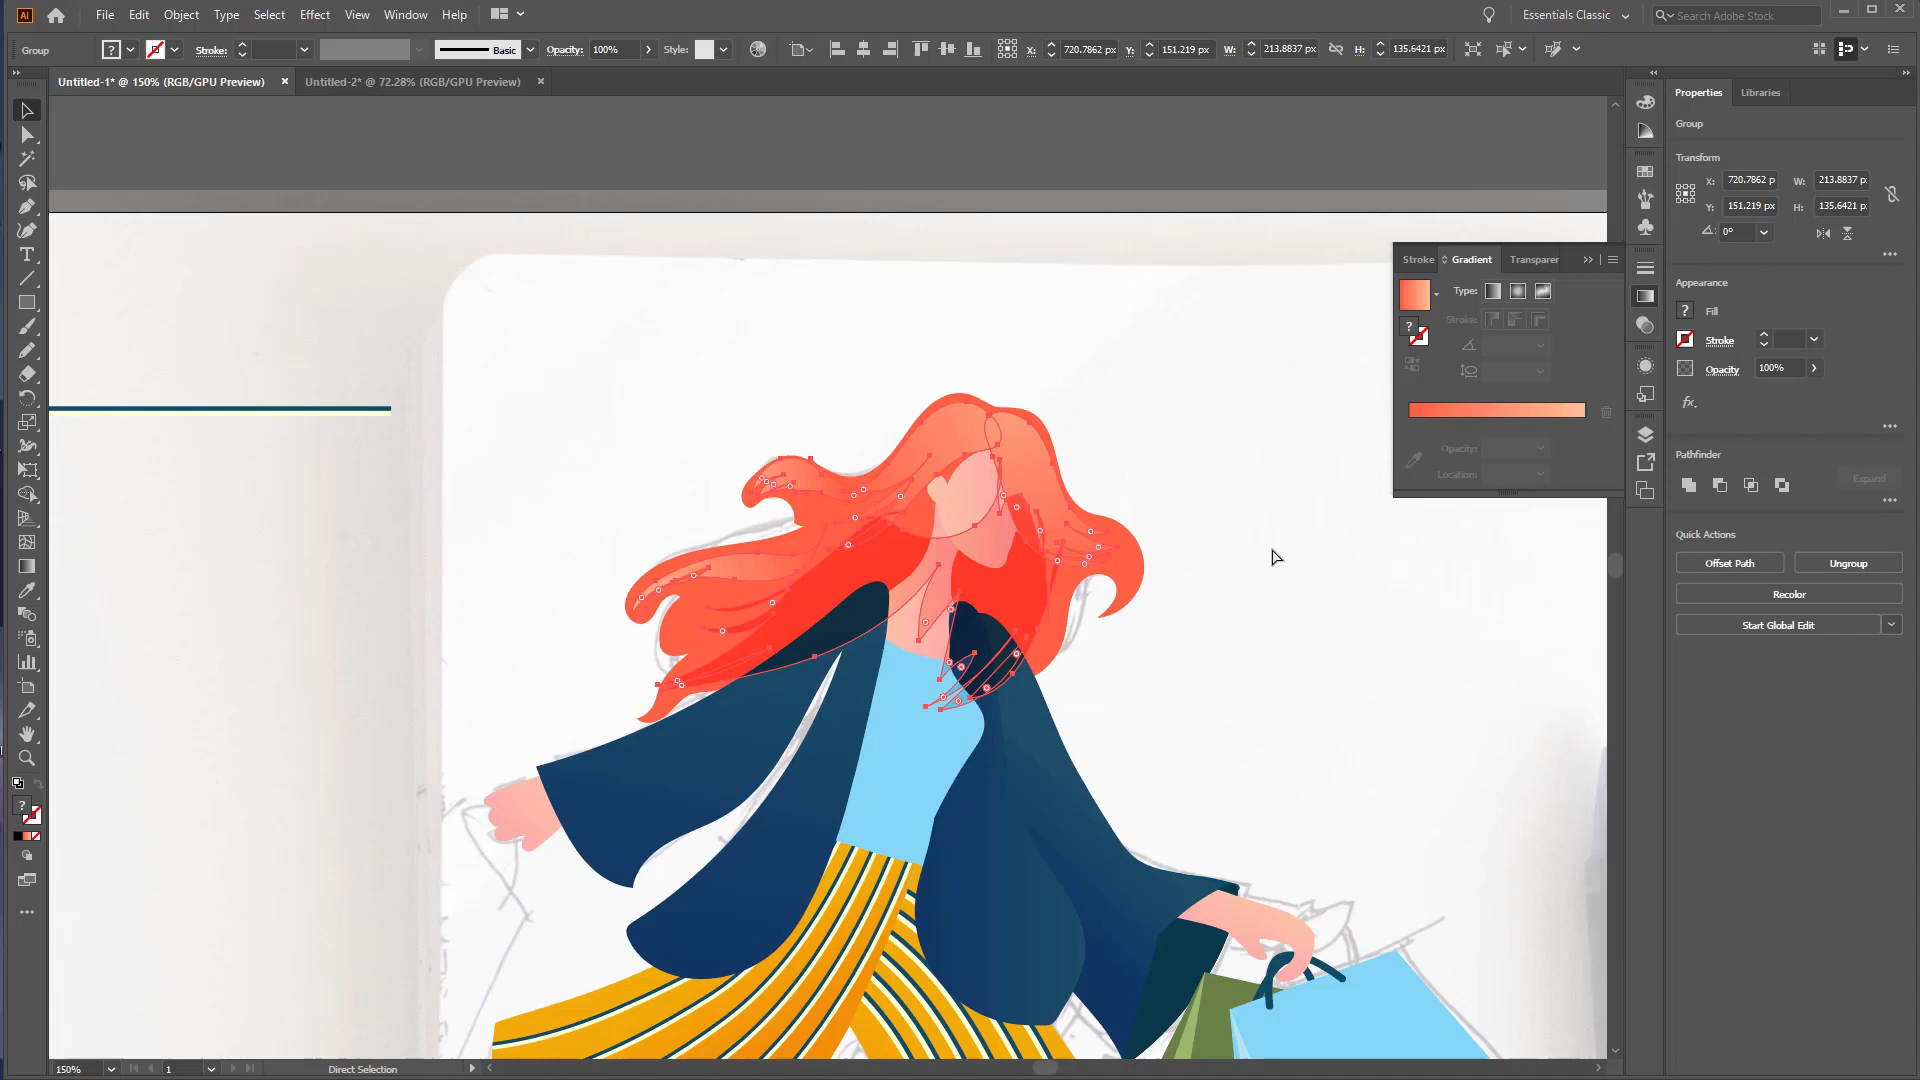 Ai File Edit Object Type Select Effect View Window Help Essentials Classic Search Adobe Stock
Group ? Stroke: Basic Opacity: 100% Style: X: 720.7862 px Y: 151.219 px W: 213.8837 px H: 135.6421 px
Untitled-1* @ 150% (RGB/GPU Preview) Untitled-2* @ 72.28% (RGB/GPU Preview)
Properties Libraries
Group
Transform
X: 720.7862 p W: 213.8837 p
Y: 151.219 px H: 135.6421
0°
Appearance
? Fill
Stroke
Opacity 100%
fx
Pathfinder
Expand
Quick Actions
Offset Path Ungroup
Recolor
Start Global Edit
Stroke Gradient Transparer
Type:
? Stroke:
Opacity:
Location:
?
150% 1 Direct Selection